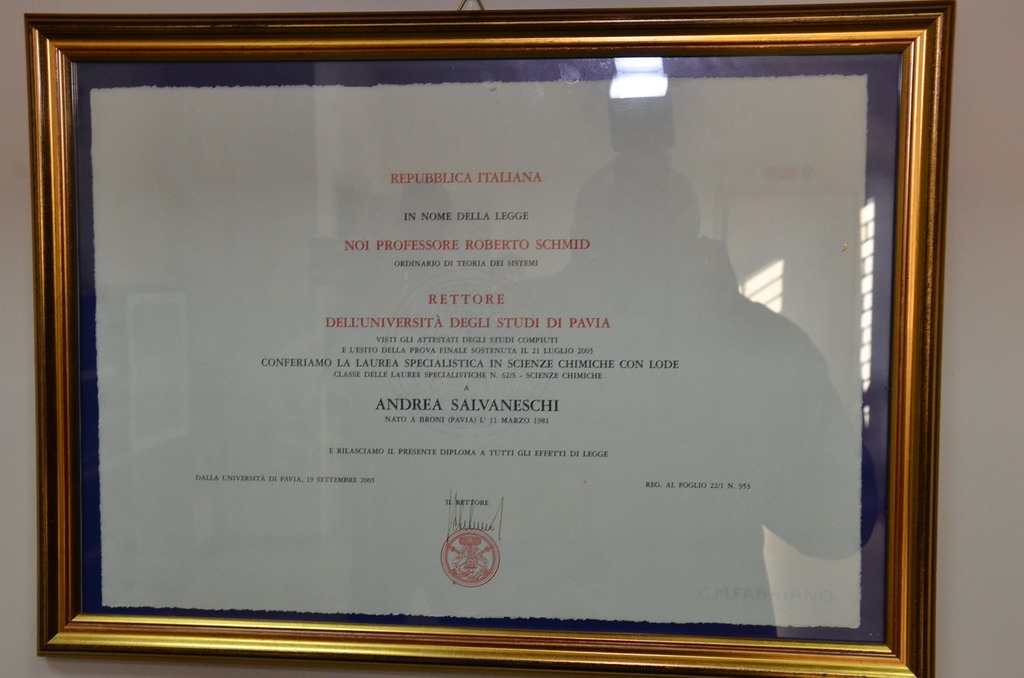 REPUBBLICA ITALIANA
IN NOME DELLA LEGGE
NOI PROFESSORE ROBERTO SCHMID
ORDINARIO DI TEORIA DEI SISTEMI
RETTORE
DELL'UNIVERSITÀ DEGLI STUDI DI PAVIA
VISTI GLI ATTESTATI DEGLI STUDI COMPIUTI
E L'ESITO DELLA PROVA FINALE SOSTENUTA IL 21 LUGLIO 2005
CONFERIAMO LA LAUREA SPECIALISTICA IN SCIENZE CHIMICHE CON LODE
CLASSE DELLE LAUREE SPECIALISTICHE N. 62/S - SCIENZE CHIMICHE
A
ANDREA SALVANESCHI
NATO A BRONI (PAVIA) L' 11 MARZO 1981
E RILASCIAMO IL PRESENTE DIPLOMA A TUTTI GLI EFFETTI DI LEGGE
DALLA UNIVERSITÀ DI PAVIA, 19 SETTEMBRE 2005
REG. AL FOGLIO 22/1 N. 953
IL RETTORE
C.M.FABRIANO